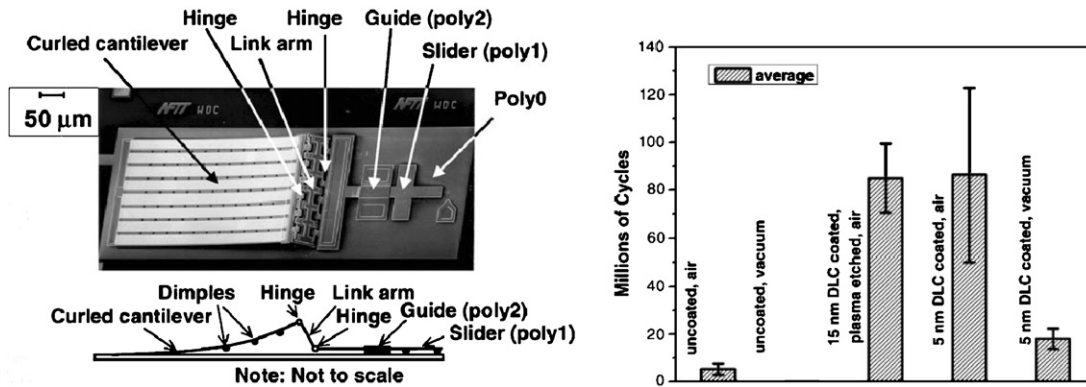 Hinge
Hinge
Guide (poly2)
Curled cantilever
Link arm
Slider (poly1)
Poly0
50 µm
NFTT WDC
NFTT WDC
Dimples
Hinge
Link arm
Curled cantilever
Guide (poly2)
Hinge
Slider (poly1)
Note: Not to scale
140
120
100
80
60
40
20
0
Millions of Cycles
average
uncoated, air
uncoated, vacuum
15 nm DLC coated,
plasma etched, air
5 nm DLC coated, air
5 nm DLC coated, vacuum